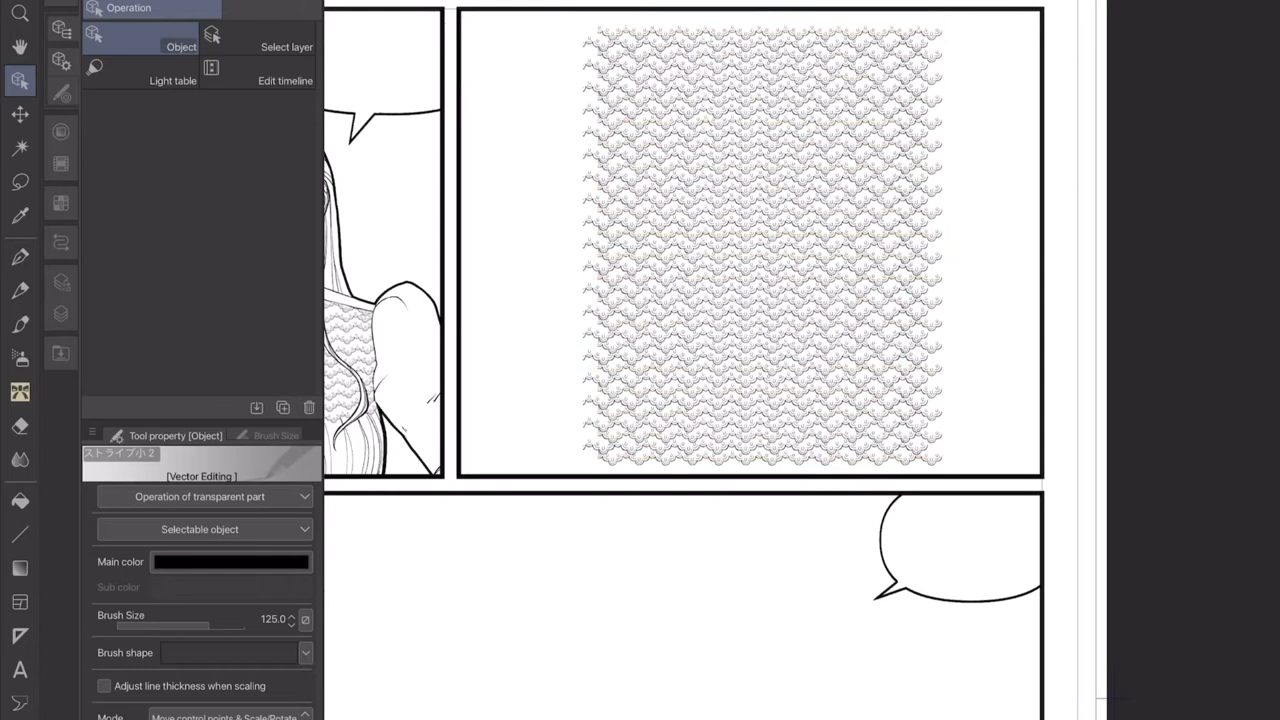 Operation
Object
Select layer
Light table
Edit timeline
Tool property [Object]
Brush Size
ストライプ小 2
[Vector Editing ]
Operation of transparent part
Selectable object
Main color
Sub color
Brush Size
125.0
Brush shape
Adjust line thickness when scaling
Mode
Move control points & Scale/Rotate